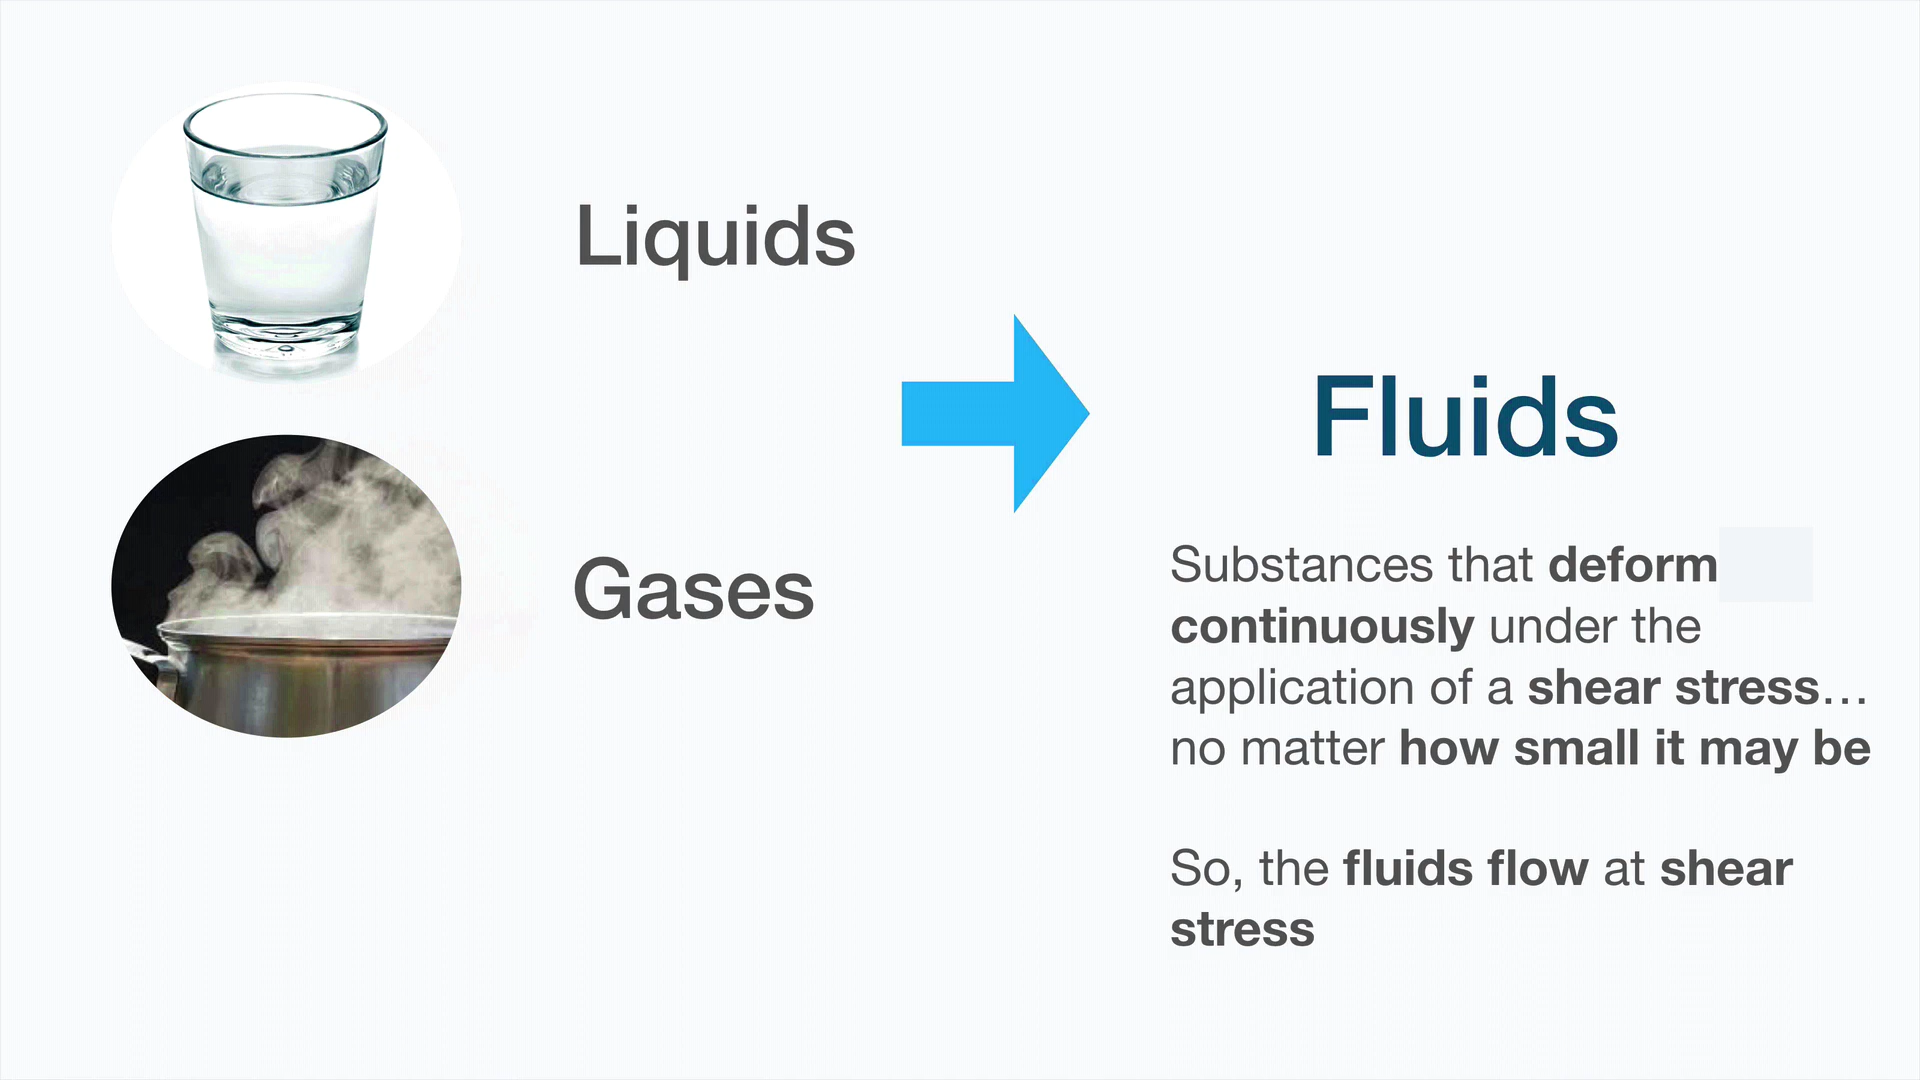 Liquids
Gases
Fluids
Substances that deform
continuously under the
application of a shear stress…
no matter how small it may be
So, the fluids flow at shear
stress